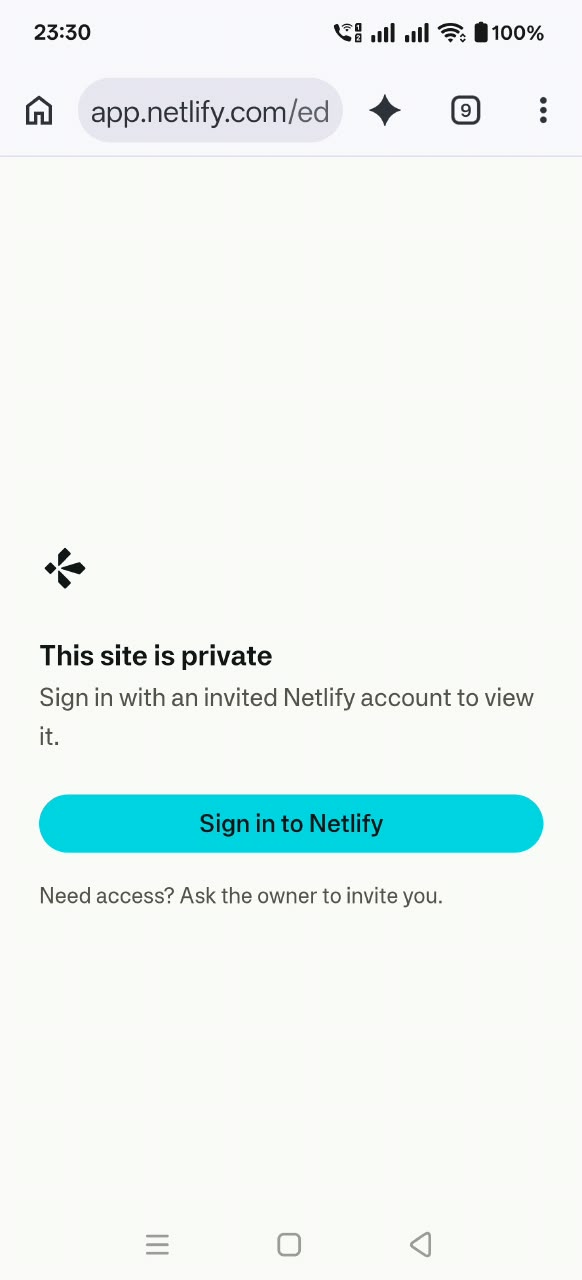 23:30
100%
app.netlify.com/ed
9
This site is private
Sign in with an invited Netlify account to view
it.
Sign in to Netlify
Need access? Ask the owner to invite you.